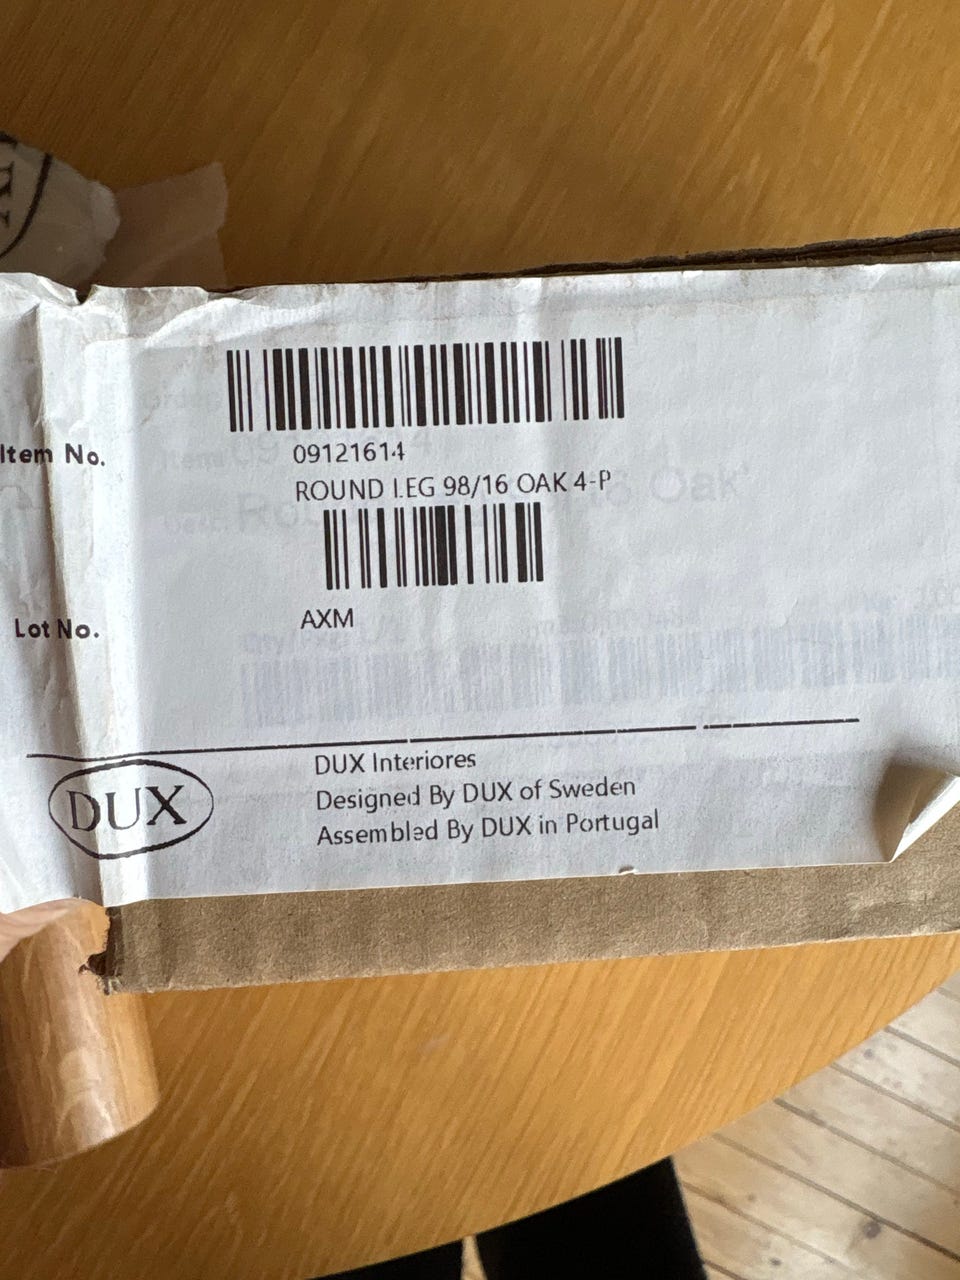 Item No.
09121614
ROUND LEG 98/16 OAK 4-P
Lot No.
AXM
DUX
DUX Interiores
Designed By DUX of Sweden
Assembled By DUX in Portugal